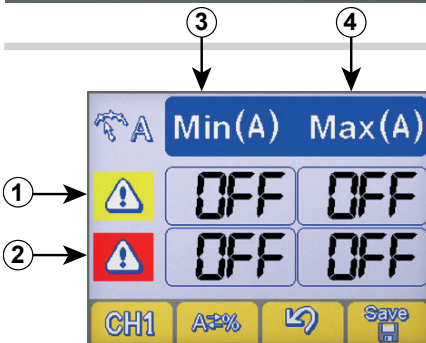 3 4
A Min(A) Max(A)
1 OFF OFF
2 OFF OFF
CH1 A⇄% Save